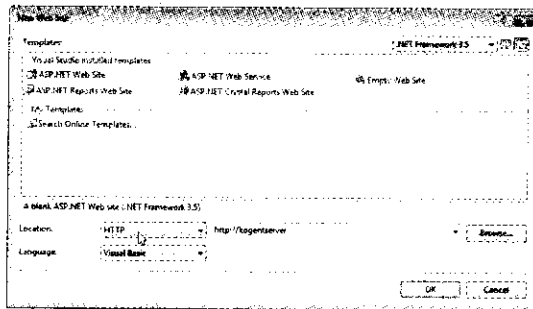 New Web Site
Templates: .NET Framework 3.5
Visual Studio installed templates
ASP.NET Web Site ASP.NET Web Service Empty Web Site
ASP.NET Reports Web Site ASP.NET Crystal Reports Web Site
My Templates
Search Online Templates...
A blank ASP.NET Web site (.NET Framework 3.5)
Location: HTTP http://kogentserver Browse...
Language: Visual Basic
OK Cancel